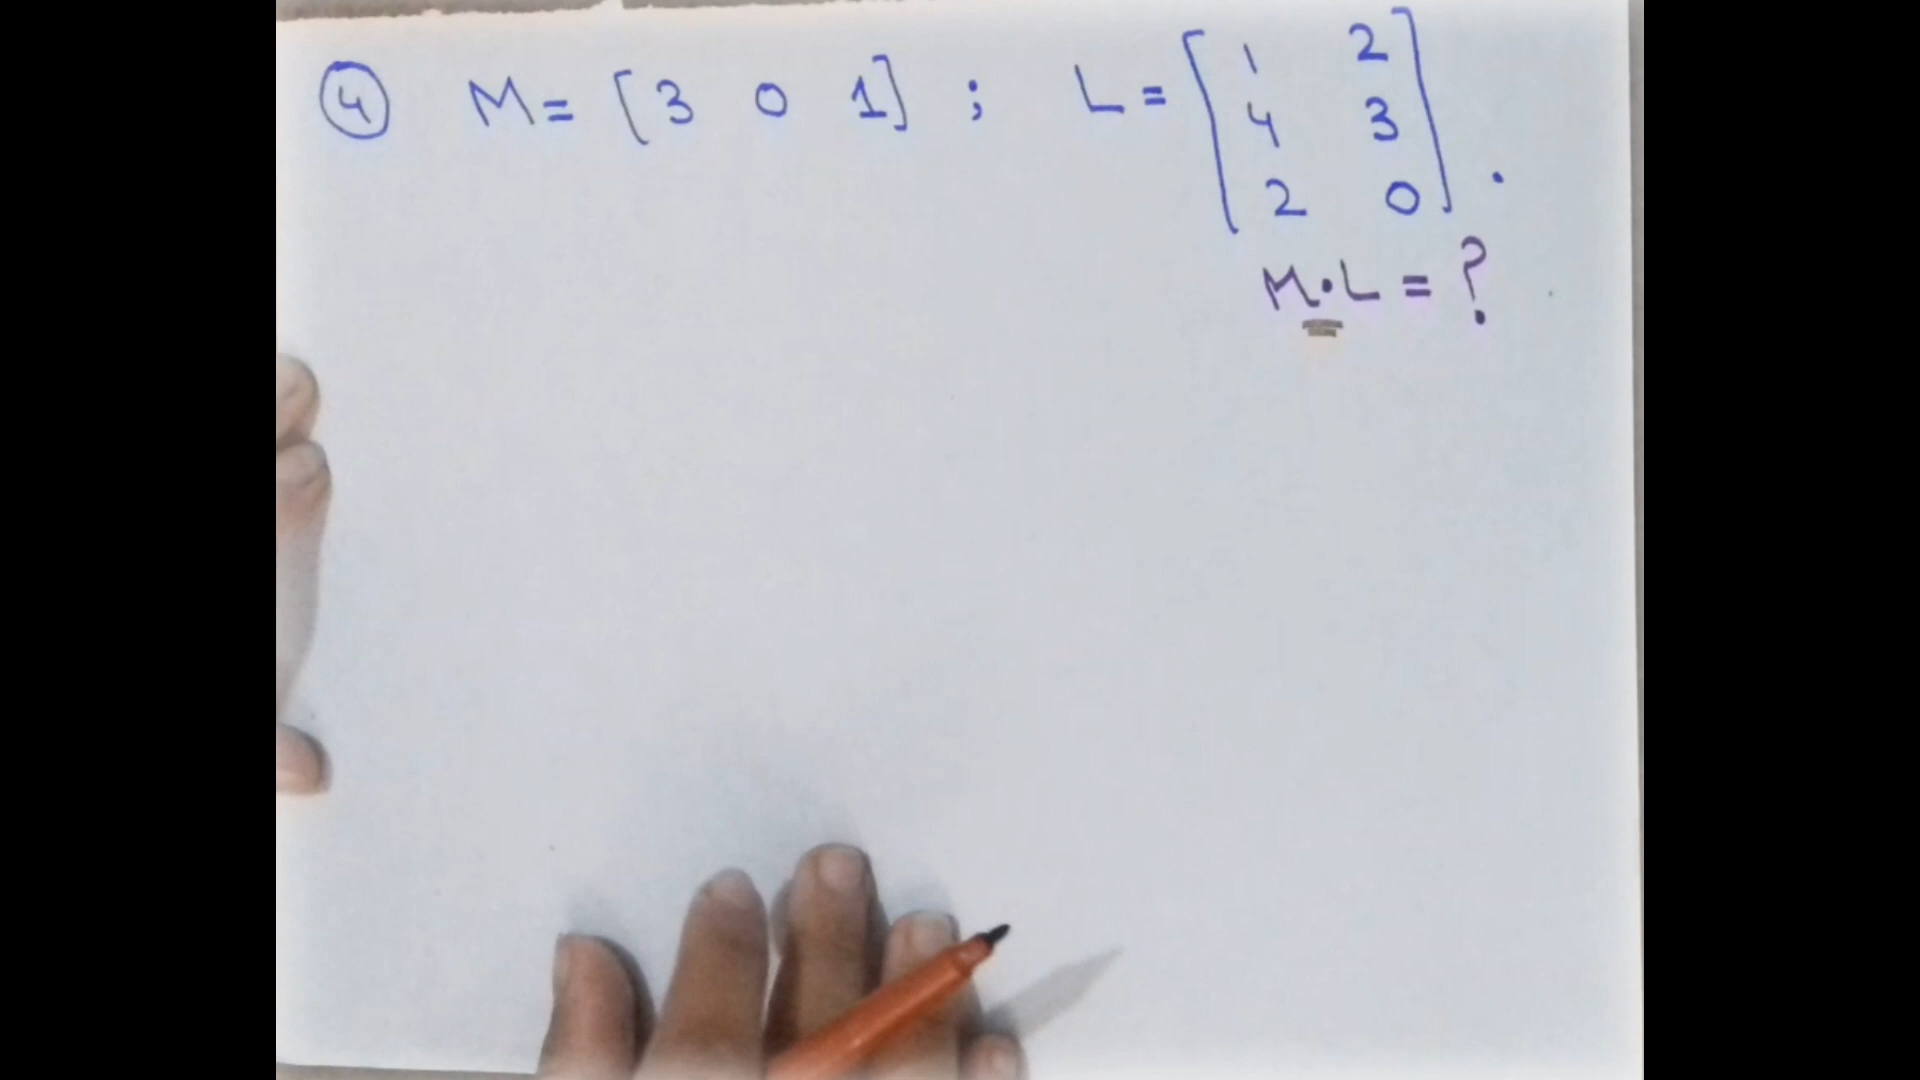 ④ M = [3 0 1] ; L = [1 2
4 3
2 0] .
M·L = ?